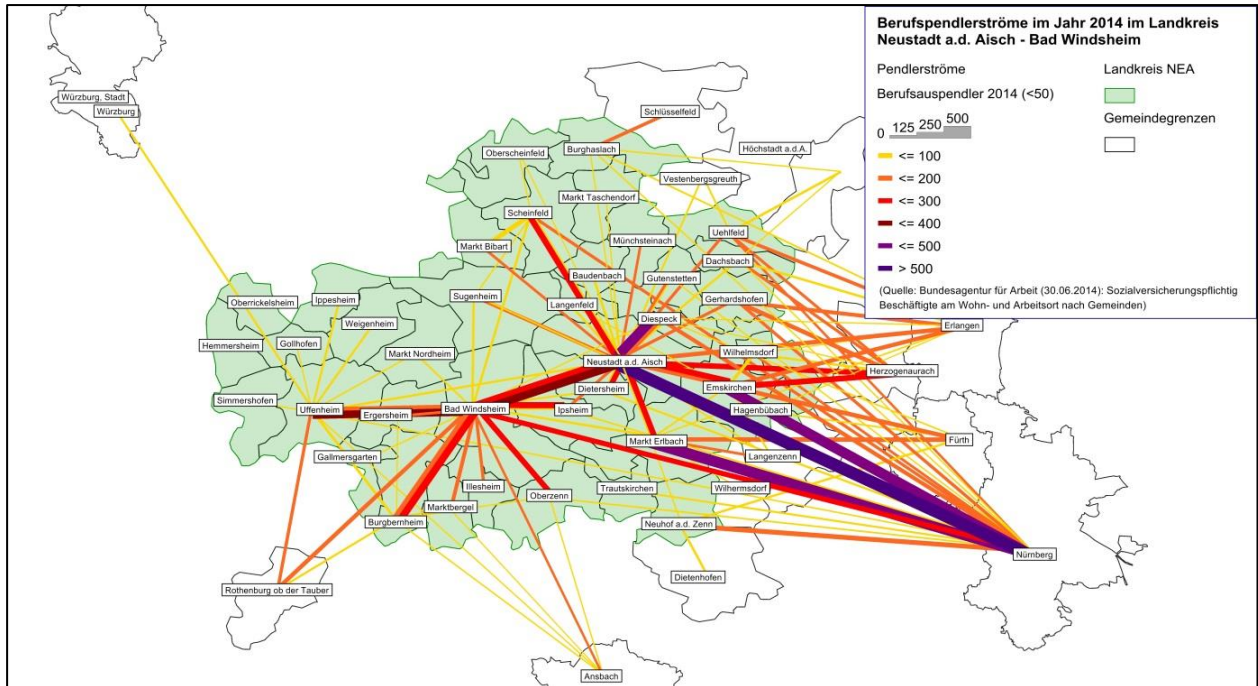 Berufspendlerströme im Jahr 2014 im Landkreis
Neustadt a.d. Aisch - Bad Windsheim
Pendlerströme
Landkreis NEA
Berufsauspendler 2014 (<50)
Gemeindegrenzen
0 125 250 500
<= 100
<= 200
<= 300
<= 400
<= 500
> 500
(Quelle: Bundesagentur für Arbeit (30.06.2014): Sozialversicherungspflichtig
Beschäftigte am Wohn- und Arbeitsort nach Gemeinden)
Würzburg, Stadt
Würzburg
Schlüsselfeld
Höchstadt a.d.A.
Burghaslach
Oberscheinfeld
Vestenbergsgreuth
Markt Taschendorf
Scheinfeld
Uehlfeld
Münchsteinach
Markt Bibart
Dachsbach
Baudenbach
Gutenstetten
Sugenheim
Ippesheim
Oberrickelsheim
Gerhardshofen
Langenfeld
Diespeck
Weigenheim
Erlangen
Gollhofen
Hemmersheim
Markt Nordheim
Wilhelmsdorf
Neustadt a.d. Aisch
Herzogenaurach
Emskirchen
Dietersheim
Simmershofen
Uffenheim
Ergersheim
Bad Windsheim
Ipsheim
Hagenbübach
Markt Erlbach
Fürth
Gallmersgarten
Langenzenn
Illesheim
Oberzenn
Trautskirchen
Wilhermsdorf
Marktbergel
Burgbernheim
Neuhof a.d. Zenn
Nürnberg
Dietenhofen
Rothenburg ob der Tauber
Ansbach